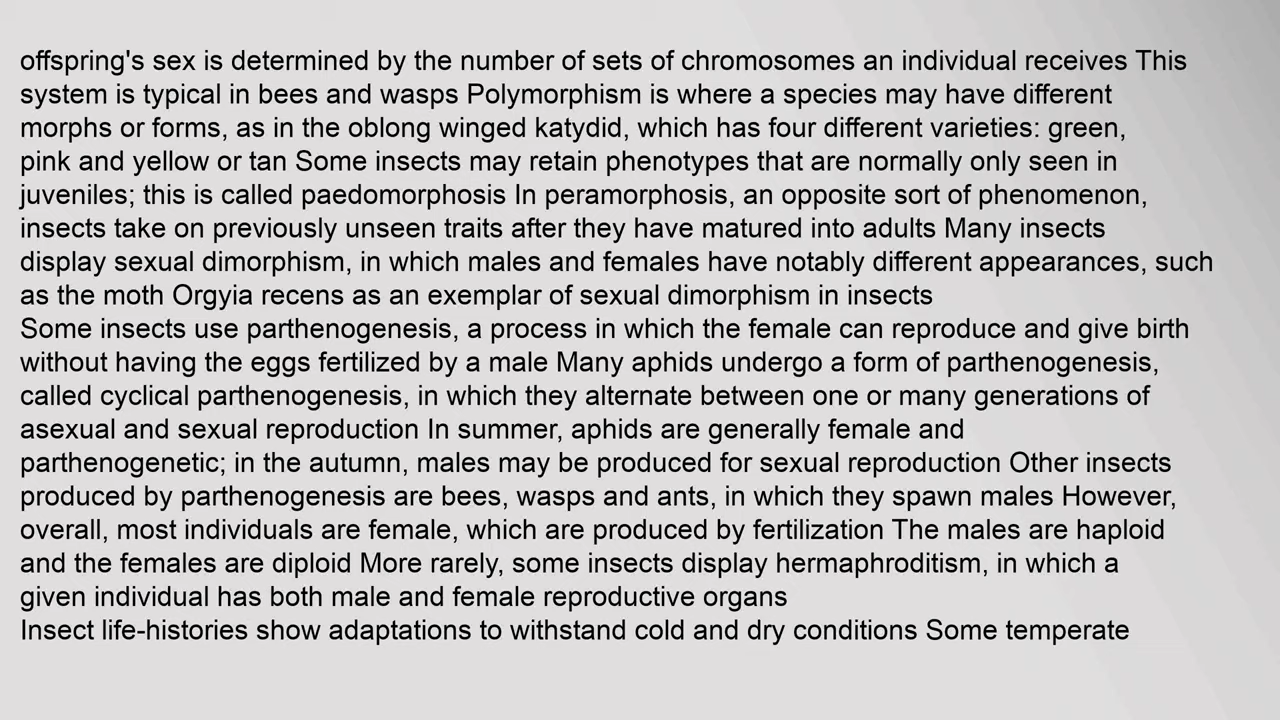 offspring's sex is determined by the number of sets of chromosomes an individual receives This
system is typical in bees and wasps Polymorphism is where a species may have different
morphs or forms, as in the oblong winged katydid, which has four different varieties: green,
pink and yellow or tan Some insects may retain phenotypes that are normally only seen in
juveniles; this is called paedomorphosis In peramorphosis, an opposite sort of phenomenon,
insects take on previously unseen traits after they have matured into adults Many insects
display sexual dimorphism, in which males and females have notably different appearances, such
as the moth Orgyia recens as an exemplar of sexual dimorphism in insects
Some insects use parthenogenesis, a process in which the female can reproduce and give birth
without having the eggs fertilized by a male Many aphids undergo a form of parthenogenesis,
called cyclical parthenogenesis, in which they alternate between one or many generations of
asexual and sexual reproduction In summer, aphids are generally female and
parthenogenetic; in the autumn, males may be produced for sexual reproduction Other insects
produced by parthenogenesis are bees, wasps and ants, in which they spawn males However,
overall, most individuals are female, which are produced by fertilization The males are haploid
and the females are diploid More rarely, some insects display hermaphroditism, in which a
given individual has both male and female reproductive organs
Insect life-histories show adaptations to withstand cold and dry conditions Some temperate